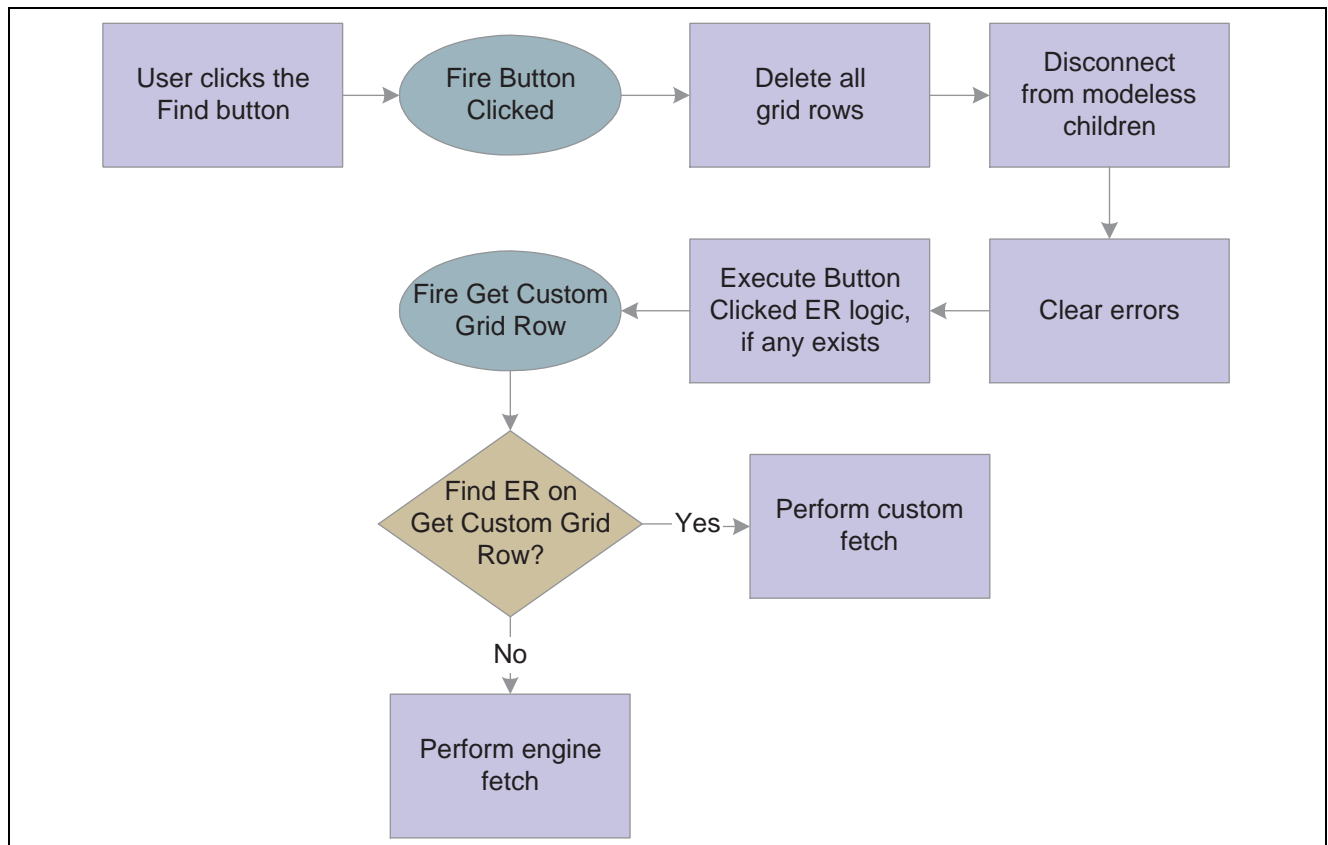 User clicks the
Find button
Fire Button
Clicked
Delete all
grid rows
Disconnect
from modeless
children
Clear errors
Execute Button
Clicked ER logic,
if any exists
Fire Get Custom
Grid Row
Find ER on
Get Custom Grid
Row?
Yes
Perform custom
fetch
No
Perform engine
fetch